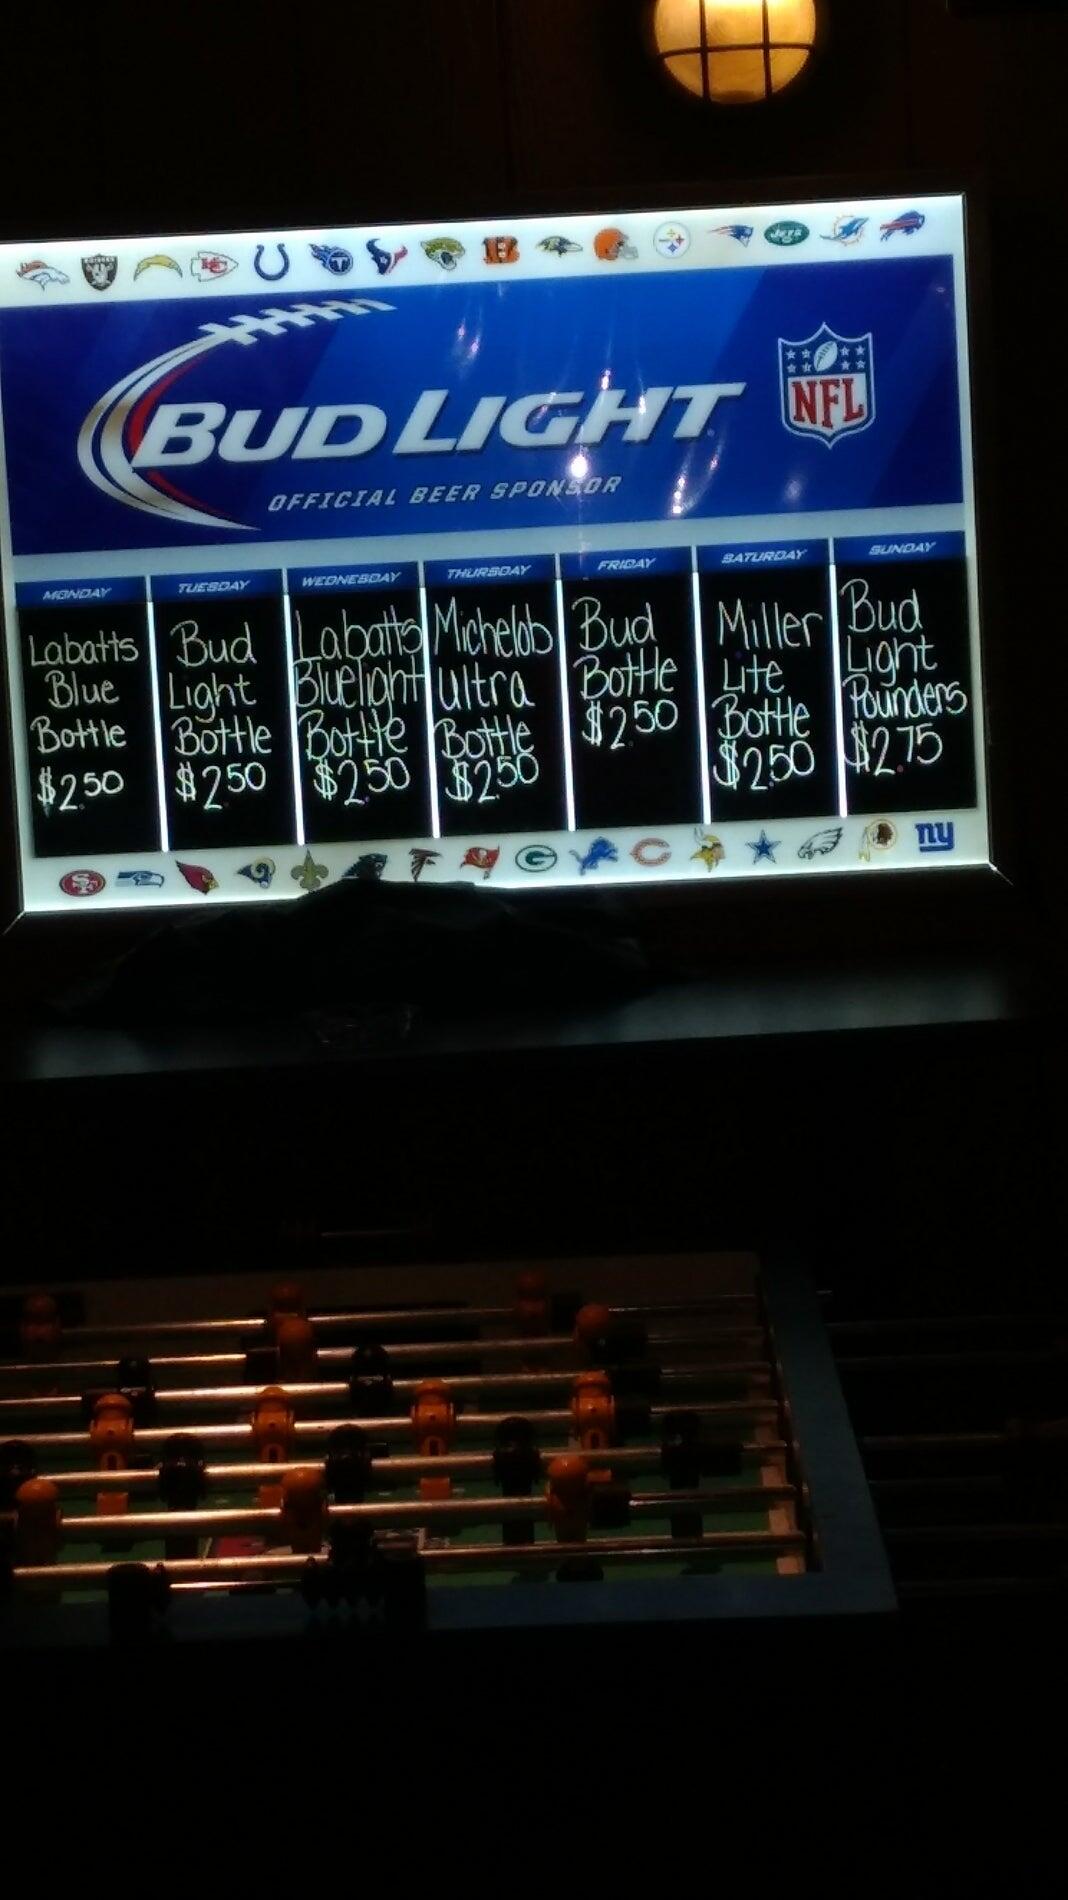 JETS
BUD LIGHT
NFL
OFFICIAL BEER SPONSOR
MONDAY
Labatts
Blue
Bottle
$2.50
TUESDAY
Bud
Light
Bottle
$2.50
WEDNESDAY
Labatts
Bluelight
Bottle
$2.50
THURSDAY
Michelob
Ultra
Bottle
$2.50
FRIDAY
Bud
Bottle
$2.50
SATURDAY
Miller
Lite
Bottle
$2.50
SUNDAY
Bud
Light
Pounders
$2.75
SF
G
ny